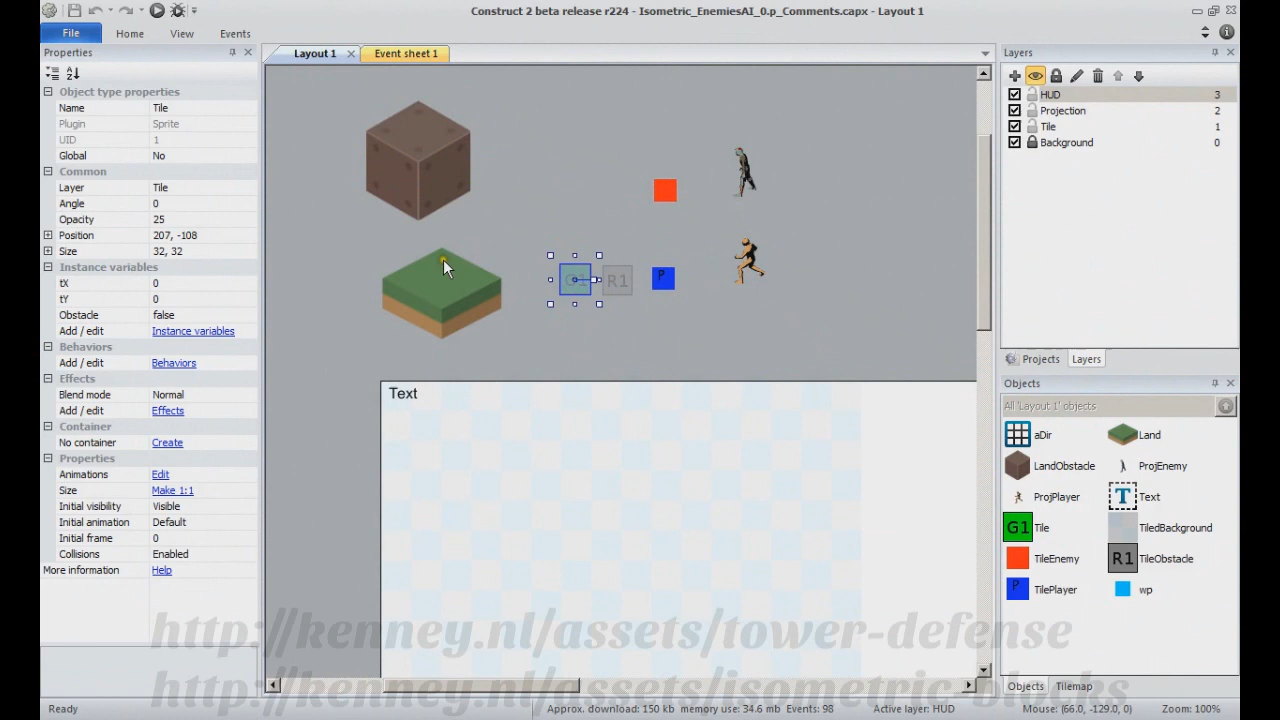 Construct 2 beta release r224 - Isometric_EnemiesAI_0.p_Comments.capx - Layout 1
File
Home
View
Events
Properties
Layout 1
Event sheet 1
Layers
Object type properties
Name Tile
Plugin Sprite
UID 1
Global No
Common
Layer Tile
Angle 0
Opacity 25
Position 207, -108
Size 32, 32
Instance variables
tX 0
tY 0
Obstacle false
Add / edit Instance variables
Behaviors
Add / edit Behaviors
Effects
Blend mode Normal
Add / edit Effects
Container
No container Create
Properties
Animations Edit
Size Make 1:1
Initial visibility Visible
Initial animation Default
Initial frame 0
Collisions Enabled
More information Help
G1
R1
P
Text
HUD 3
Projection 2
Tile 1
Background 0
Projects
Layers
Objects
All 'Layout 1' objects
aDir
Land
LandObstacle
ProjEnemy
ProjPlayer
T Text
G1 Tile
TiledBackground
TileEnemy
R1 TileObstacle
P TilePlayer
wp
http://kenney.nl/assets/tower-defense
http://kenney.nl/assets/isometric-blocks
Objects
Tilemap
Ready
Approx. download: 150 kb memory use: 34.6 mb Events: 98 Active layer: HUD Mouse: (66.0, -129.0, 0) Zoom: 100%